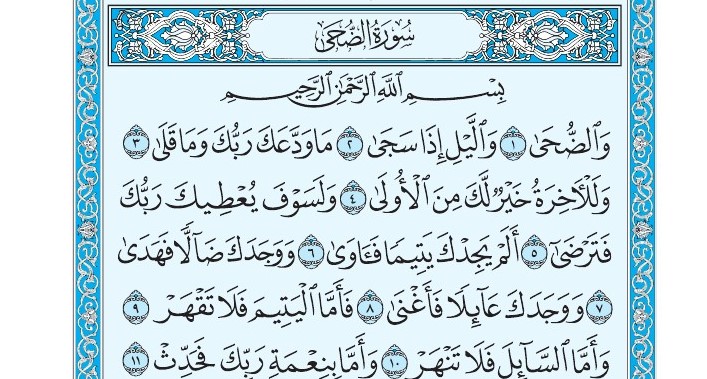 سُورَةُ الضُّحَىٰ
بِسْمِ ٱللَّهِ ٱلرَّحْمَٰنِ ٱلرَّحِيمِ
وَٱلضُّحَىٰ ١ وَٱلَّيْلِ إِذَا سَجَىٰ ٢ مَا وَدَّعَكَ رَبُّكَ وَمَا قَلَىٰ ٣
وَلَلْأٓخِرَةُ خَيْرٌ لَّكَ مِنَ ٱلْأُولَىٰ ٤ وَلَسَوْفَ يُعْطِيكَ رَبُّكَ
فَتَرْضَىٰٓ ٥ أَلَمْ يَجِدْكَ يَتِيمًا فَـَٔاوَىٰ ٦ وَوَجَدَكَ ضَآلًّا فَهَدَىٰ
٧ وَوَجَدَكَ عَآئِلًا فَأَغْنَىٰ ٨ فَأَمَّا ٱلْيَتِيمَ فَلَا تَقْهَرْ ٩
وَأَمَّا ٱلسَّآئِلَ فَلَا تَنْهَرْ ١٠ وَأَمَّا بِنِعْمَةِ رَبِّكَ فَحَدِّثْ ١١